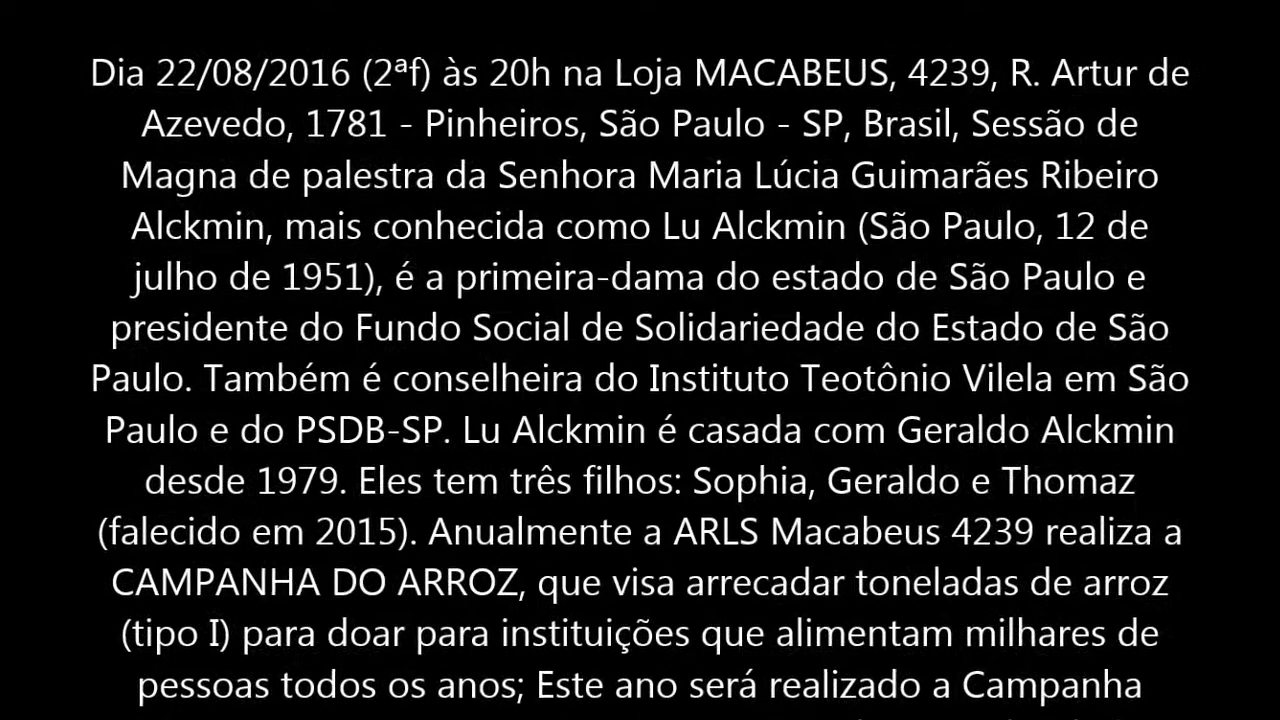 Dia 22/08/2016 (2ªf) às 20h na Loja MACABEUS, 4239, R. Artur de
Azevedo, 1781 - Pinheiros, São Paulo - SP, Brasil, Sessão de
Magna de palestra da Senhora Maria Lúcia Guimarães Ribeiro
Alckmin, mais conhecida como Lu Alckmin (São Paulo, 12 de
julho de 1951), é a primeira-dama do estado de São Paulo e
presidente do Fundo Social de Solidariedade do Estado de São
Paulo. Também é conselheira do Instituto Teotônio Vilela em São
Paulo e do PSDB-SP. Lu Alckmin é casada com Geraldo Alckmin
desde 1979. Eles tem três filhos: Sophia, Geraldo e Thomaz
(falecido em 2015). Anualmente a ARLS Macabeus 4239 realiza a
CAMPANHA DO ARROZ, que visa arrecadar toneladas de arroz
(tipo I) para doar para instituições que alimentam milhares de
pessoas todos os anos; Este ano será realizado a Campanha